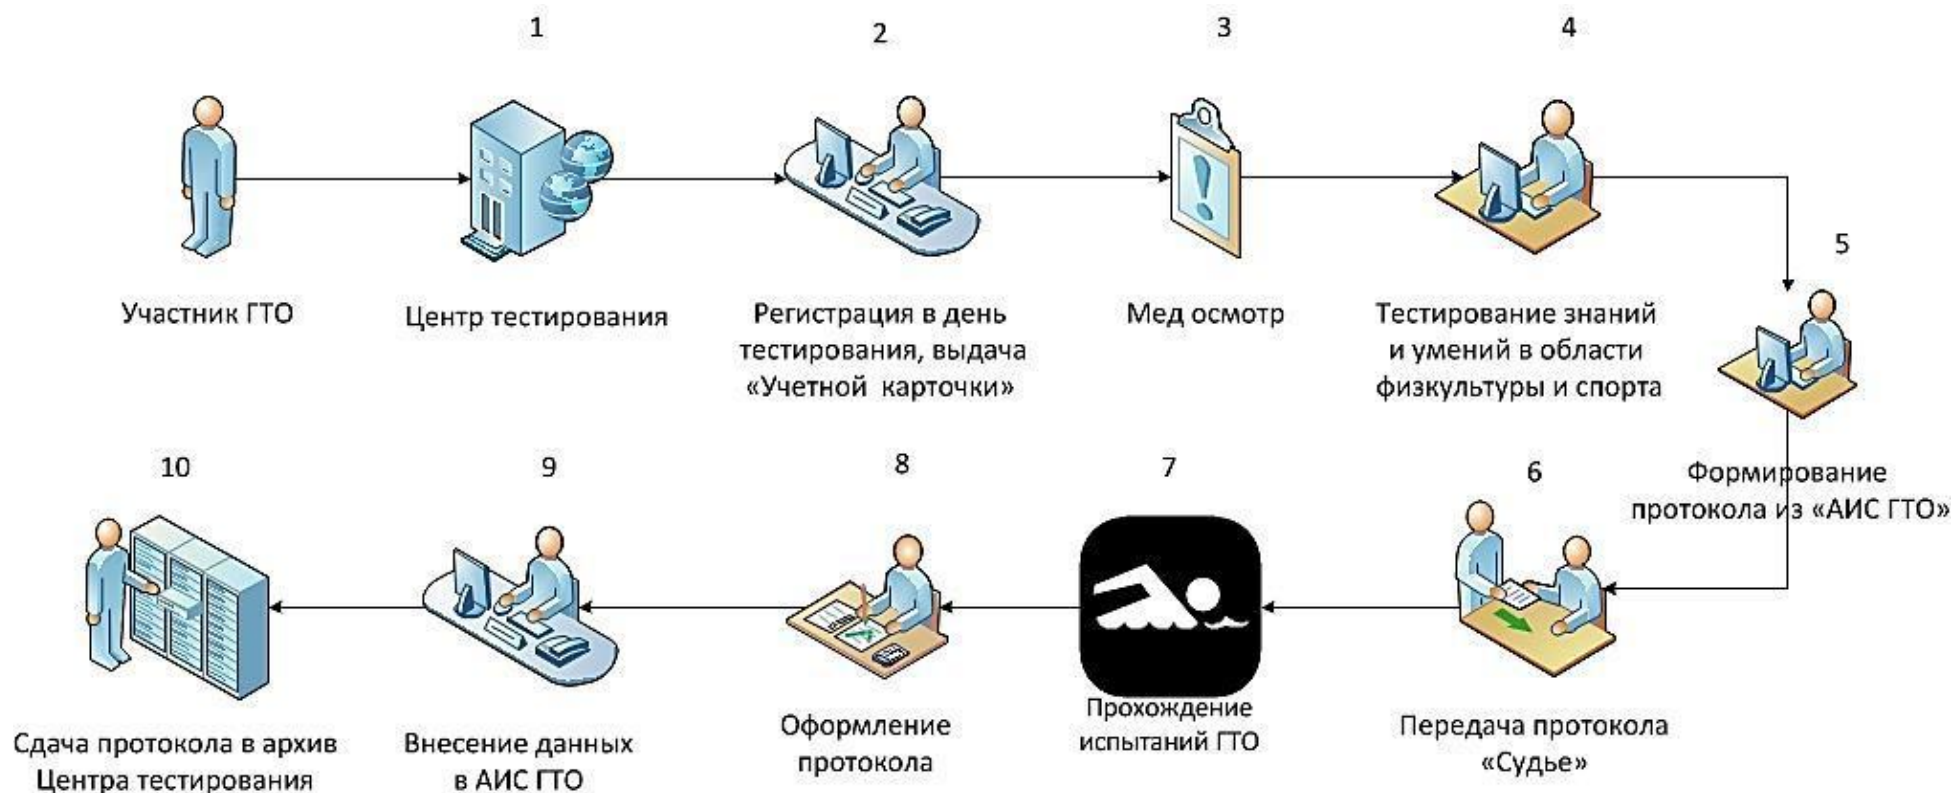 1
2
3
4
Участник ГТО
Центр тестирования
Регистрация в день
тестирования, выдача
«Учетной карточки»
Мед осмотр
Тестирование знаний
и умений в области
физкультуры и спорта
5
Формирование
протокола из «АИС ГТО»
6
Передача протокола
«Судье»
7
Прохождение
испытаний ГТО
8
Оформление
протокола
9
Внесение данных
в АИС ГТО
10
Сдача протокола в архив
Центра тестирования